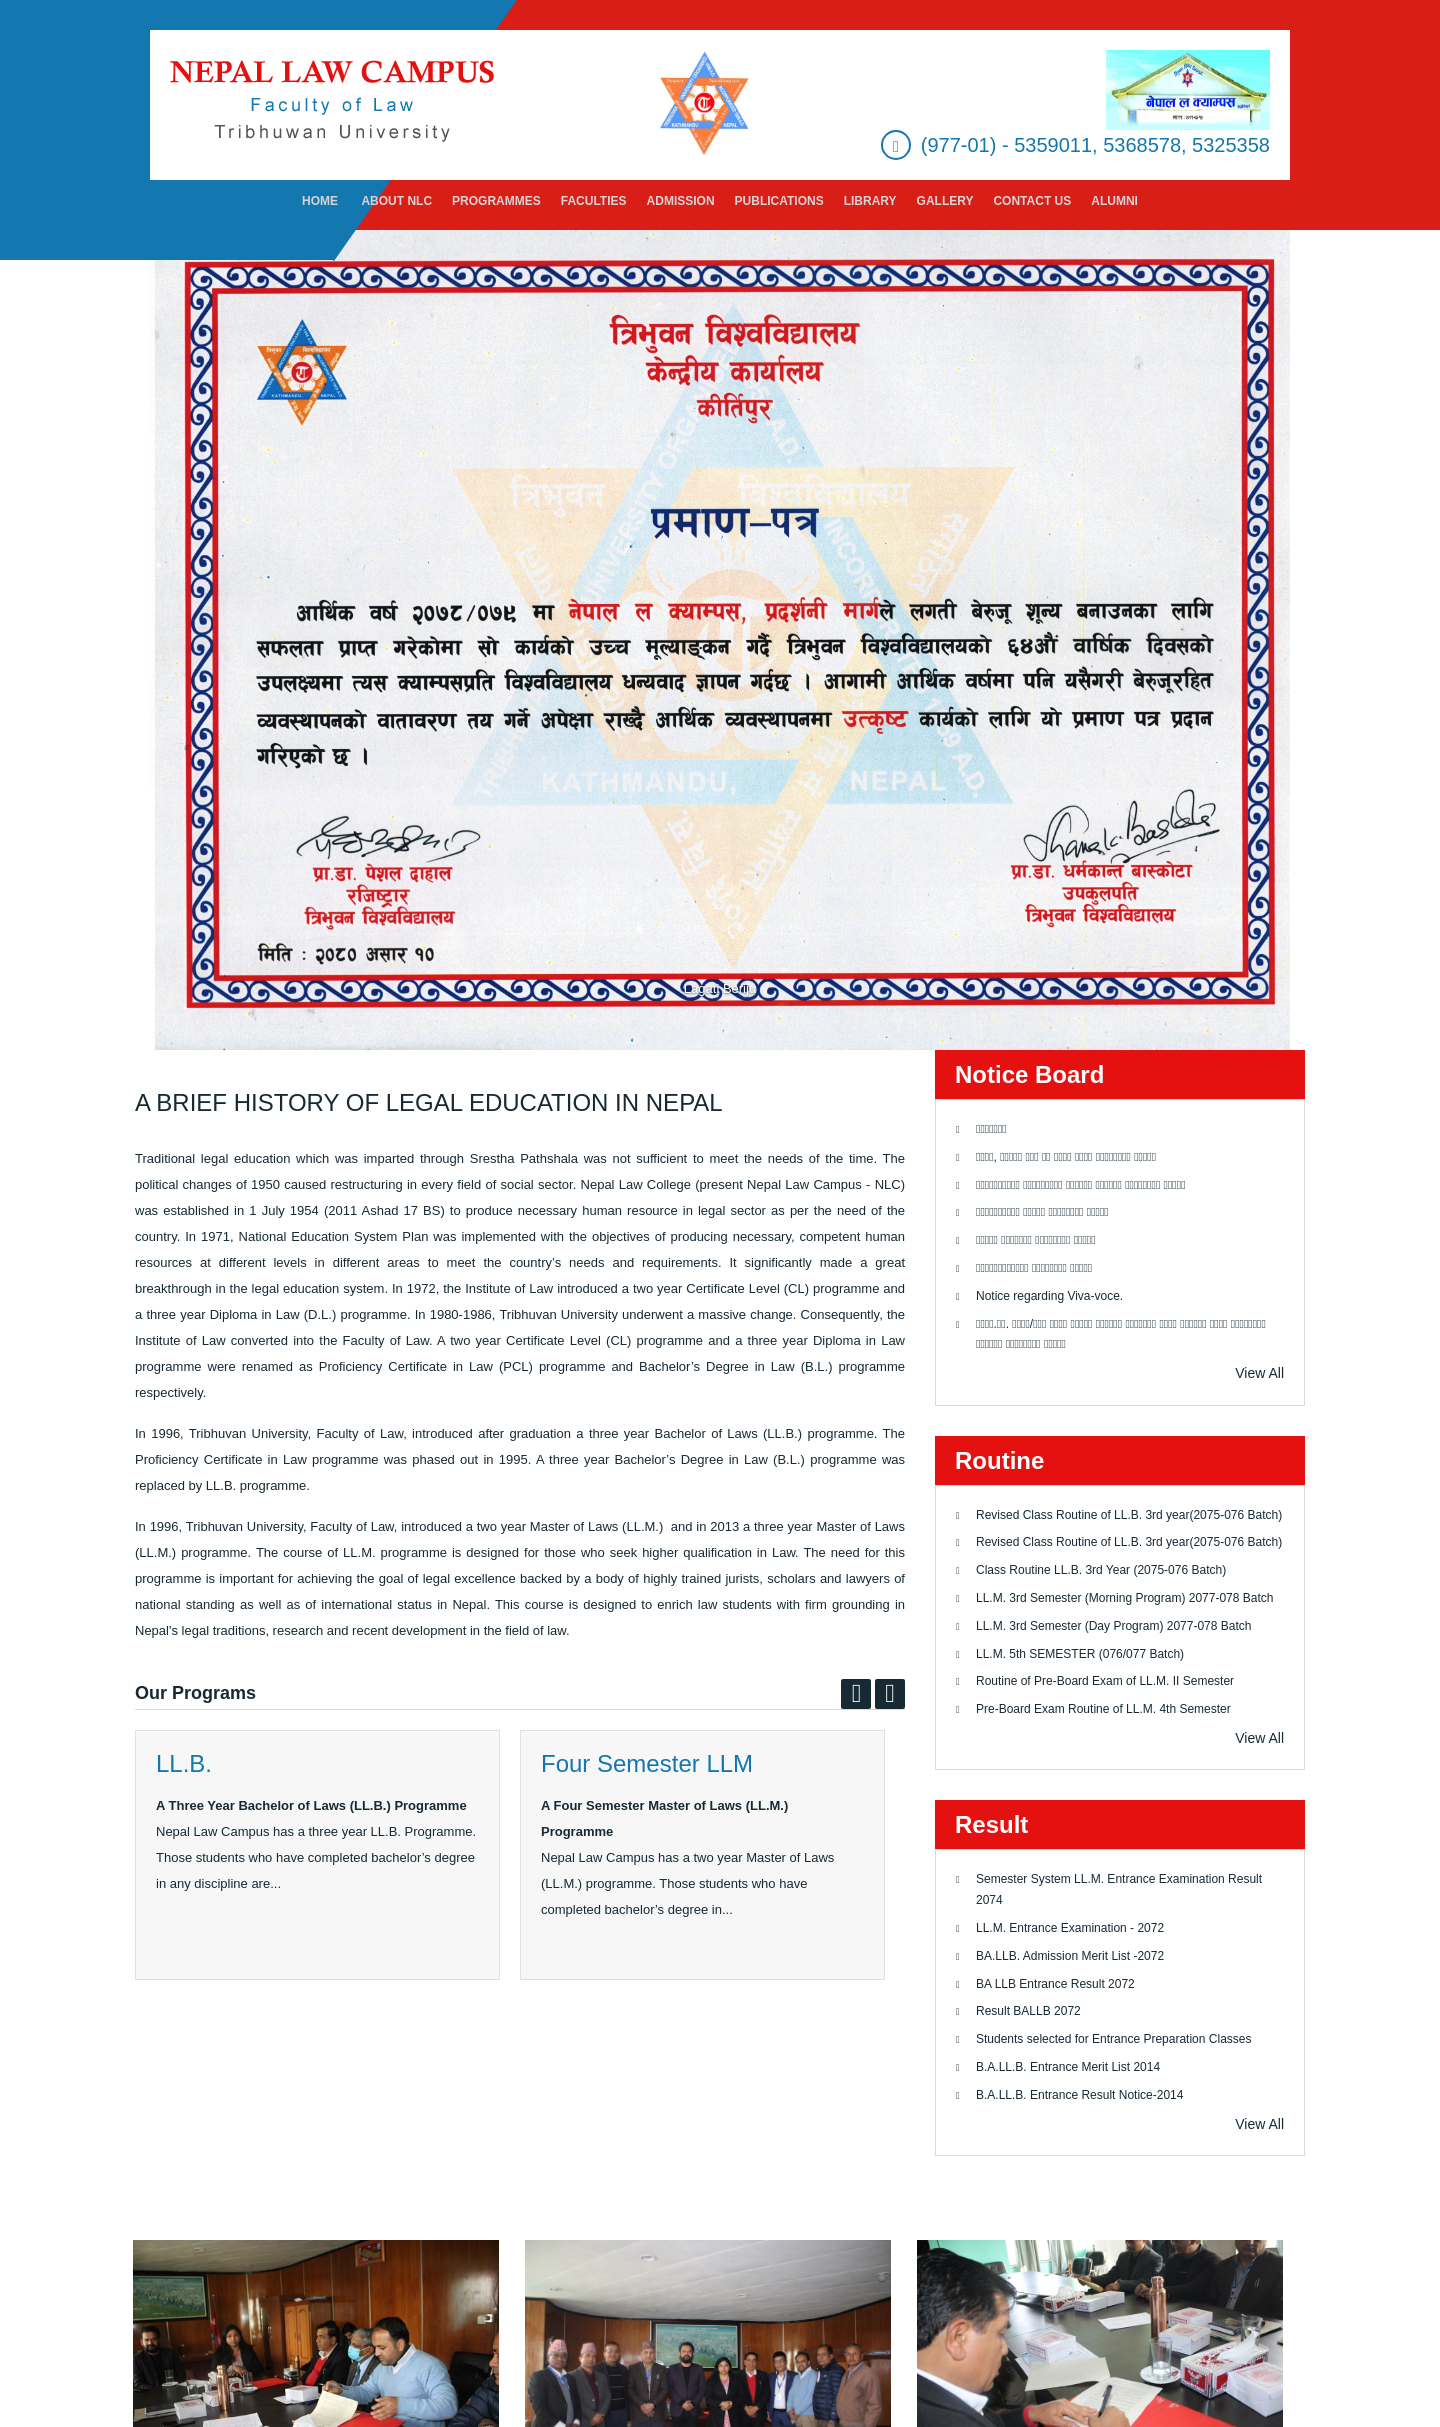 NEPAL LAW CAMPUS
Faculty of Law
Tribhuwan University
नेपाल ल क्याम्पस
(977-01) - 5359011, 5368578, 5325358
HOME ABOUT NLC PROGRAMMES FACULTIES ADMISSION PUBLICATIONS LIBRARY GALLERY CONTACT US ALUMNI
त्रिभुवन विश्वविद्यालय
केन्द्रीय कार्यालय
कीर्तिपुर
त्रिभुवन विश्वविद्यालय
प्रमाण–पत्र
आर्थिक वर्ष २०७८/०७९ मा नेपाल ल क्याम्पस, प्रदर्शनी मार्गले लगती बेरुजू शून्य बनाउनका लागि
सफलता प्राप्त गरेकोमा सो कार्यको उच्च मूल्याङ्कन गर्दै त्रिभुवन विश्वविद्यालयको ६४औं वार्षिक दिवसको
उपलक्ष्यमा त्यस क्याम्पसप्रति विश्वविद्यालय धन्यवाद ज्ञापन गर्दछ । आगामी आर्थिक वर्षमा पनि यसैगरी बेरुजूरहित
व्यवस्थापनको वातावरण तय गर्ने अपेक्षा राख्दै आर्थिक व्यवस्थापनमा उत्कृष्ट कार्यको लागि यो प्रमाण पत्र प्रदान
गरिएको छ ।
KATHMANDU, NEPAL
प्रा.डा. पेशल दाहाल
रजिष्ट्रार
त्रिभुवन विश्वविद्यालय
प्रा.डा. धर्मकान्त बास्कोटा
उपकुलपति
त्रिभुवन विश्वविद्यालय
मिति : २०८० असार १०
Lagati Beriju
A BRIEF HISTORY OF LEGAL EDUCATION IN NEPAL
Traditional legal education which was imparted through Srestha Pathshala was not sufficient to meet the needs of the time. The
political changes of 1950 caused restructuring in every field of social sector. Nepal Law College (present Nepal Law Campus - NLC)
was established in 1 July 1954 (2011 Ashad 17 BS) to produce necessary human resource in legal sector as per the need of the
country. In 1971, National Education System Plan was implemented with the objectives of producing necessary, competent human
resources at different levels in different areas to meet the country’s needs and requirements. It significantly made a great
breakthrough in the legal education system. In 1972, the Institute of Law introduced a two year Certificate Level (CL) programme and
a three year Diploma in Law (D.L.) programme. In 1980-1986, Tribhuvan University underwent a massive change. Consequently, the
Institute of Law converted into the Faculty of Law. A two year Certificate Level (CL) programme and a three year Diploma in Law
programme were renamed as Proficiency Certificate in Law (PCL) programme and Bachelor’s Degree in Law (B.L.) programme
respectively.
In 1996, Tribhuvan University, Faculty of Law, introduced after graduation a three year Bachelor of Laws (LL.B.) programme. The
Proficiency Certificate in Law programme was phased out in 1995. A three year Bachelor’s Degree in Law (B.L.) programme was
replaced by LL.B. programme.
In 1996, Tribhuvan University, Faculty of Law, introduced a two year Master of Laws (LL.M.) and in 2013 a three year Master of Laws
(LL.M.) programme. The course of LL.M. programme is designed for those who seek higher qualification in Law. The need for this
programme is important for achieving the goal of legal excellence backed by a body of highly trained jurists, scholars and lawyers of
national standing as well as of international status in Nepal. This course is designed to enrich law students with firm grounding in
Nepal's legal traditions, research and recent development in the field of law.
Our Programs
LL.B.
A Three Year Bachelor of Laws (LL.B.) Programme
Nepal Law Campus has a three year LL.B. Programme.
Those students who have completed bachelor’s degree
in any discipline are...
Four Semester LLM
A Four Semester Master of Laws (LL.M.)
Programme
Nepal Law Campus has a two year Master of Laws
(LL.M.) programme. Those students who have
completed bachelor’s degree in...
Notice Board
Notice regarding Viva-voce.
View All
Routine
Revised Class Routine of LL.B. 3rd year(2075-076 Batch)
Revised Class Routine of LL.B. 3rd year(2075-076 Batch)
Class Routine LL.B. 3rd Year (2075-076 Batch)
LL.M. 3rd Semester (Morning Program) 2077-078 Batch
LL.M. 3rd Semester (Day Program) 2077-078 Batch
LL.M. 5th SEMESTER (076/077 Batch)
Routine of Pre-Board Exam of LL.M. II Semester
Pre-Board Exam Routine of LL.M. 4th Semester
View All
Result
Semester System LL.M. Entrance Examination Result
2074
LL.M. Entrance Examination - 2072
BA.LLB. Admission Merit List -2072
BA LLB Entrance Result 2072
Result BALLB 2072
Students selected for Entrance Preparation Classes
B.A.LL.B. Entrance Merit List 2014
B.A.LL.B. Entrance Result Notice-2014
View All